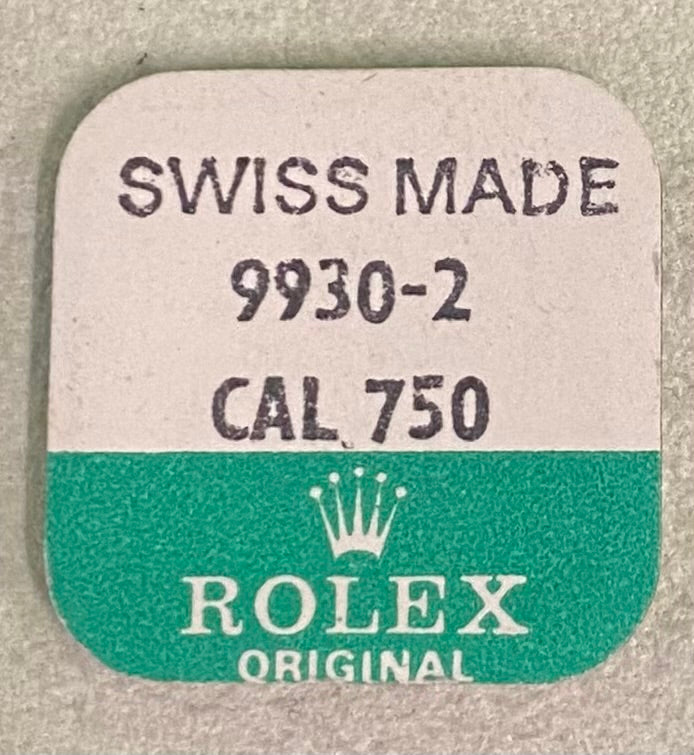 SWISS MADE
9930-2
CAL 750
ROLEX
ORIGINAL